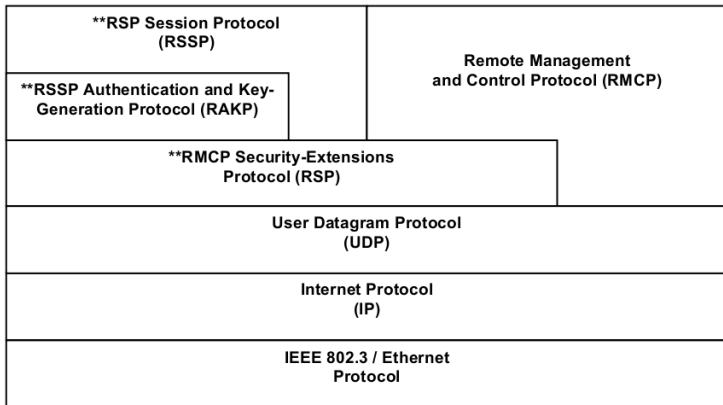 **RSP Session Protocol
(RSSP)
Remote Management
and Control Protocol (RMCP)
**RSSP Authentication and Key-
Generation Protocol (RAKP)
**RMCP Security-Extensions
Protocol (RSP)
User Datagram Protocol
(UDP)
Internet Protocol
(IP)
IEEE 802.3 / Ethernet
Protocol